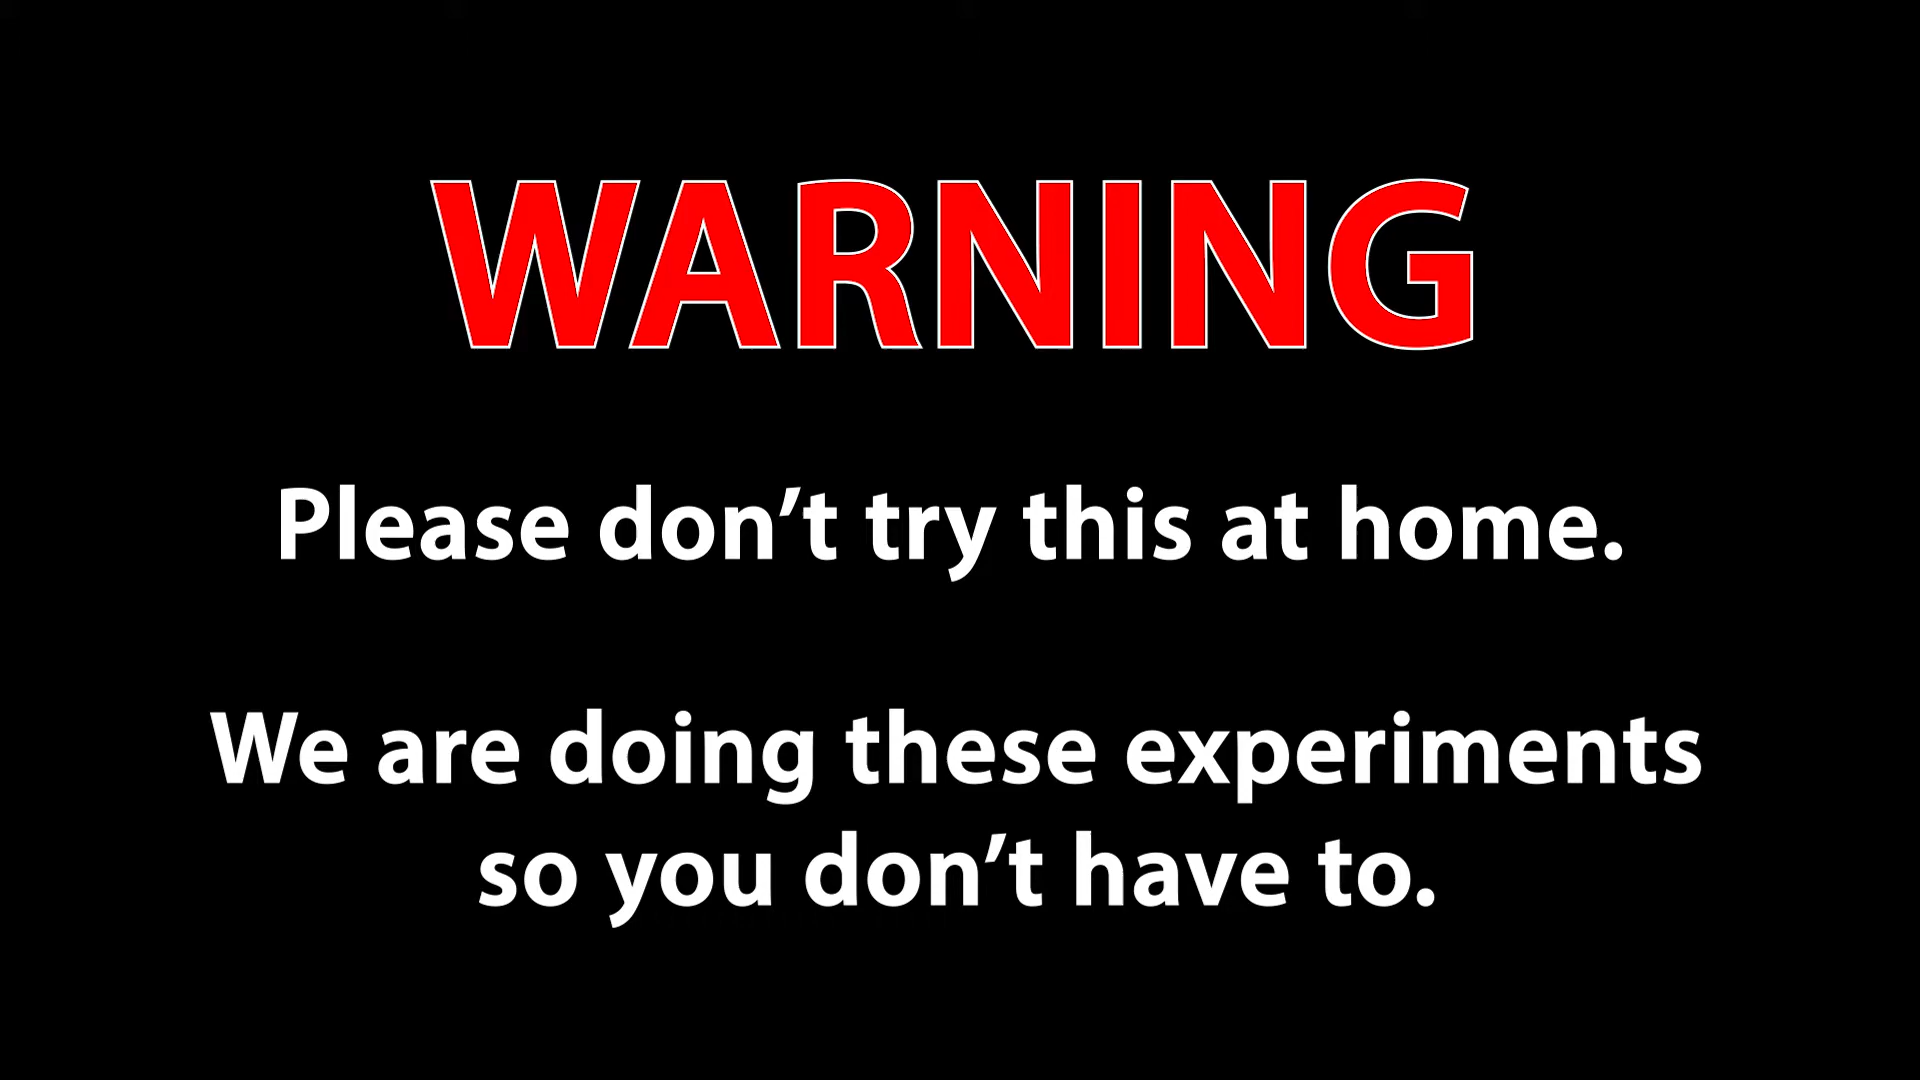 WARNING
Please don’t try this at home.
We are doing these experiments
so you don’t have to.